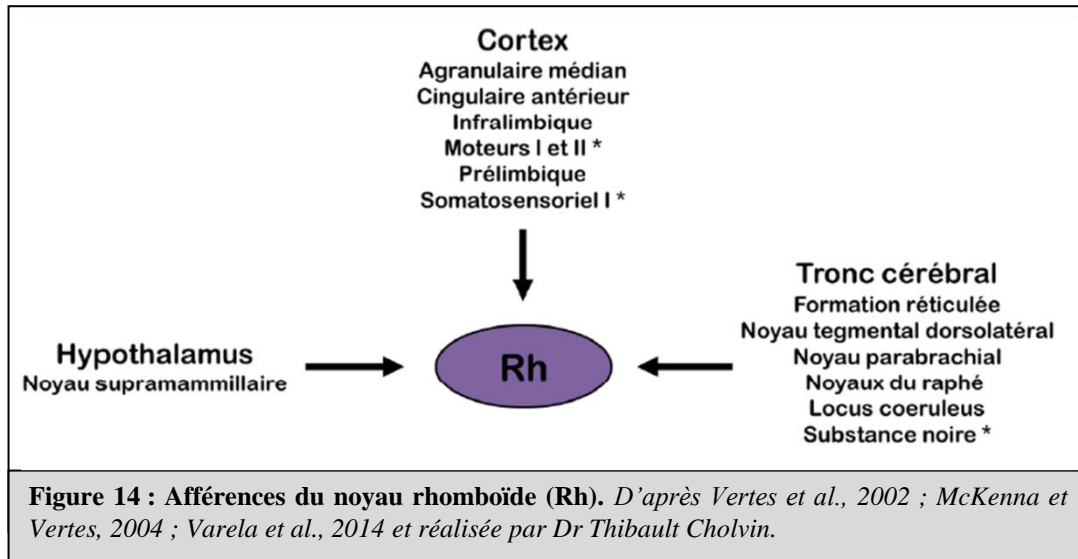 Cortex
Agranulaire médian
Cingulaire antérieur
Infralimbique
Moteurs I et II *
Prélimbique
Somatosensoriel I *
Hypothalamus
Noyau supramammillaire
Rh
Tronc cérébral
Formation réticulée
Noyau tegmental dorsolatéral
Noyau parabrachial
Noyaux du raphé
Locus coeruleus
Substance noire *
Figure 14 : Afférences du noyau rhomboïde (Rh). D'après Vertes et al., 2002 ; McKenna et
Vertes, 2004 ; Varela et al., 2014 et réalisée par Dr Thibault Cholvin.